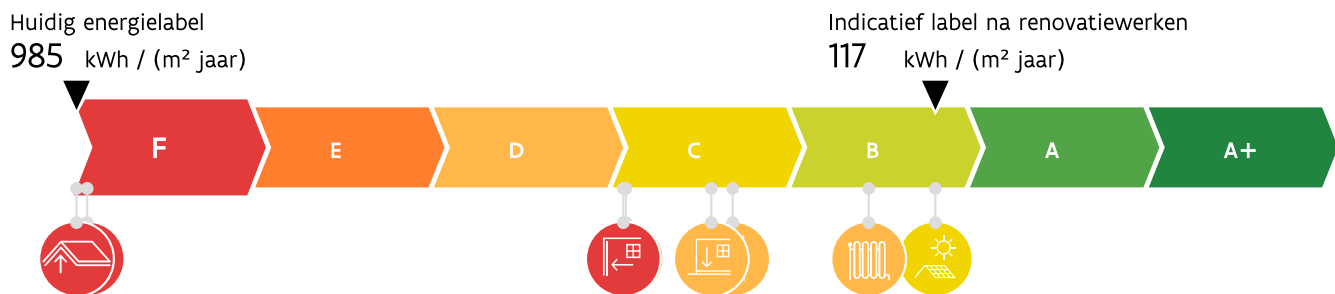 Huidig energielabel
985 kWh / (m² jaar)
Indicatief label na renovatiewerken
117 kWh / (m² jaar)
F E D C B A A+